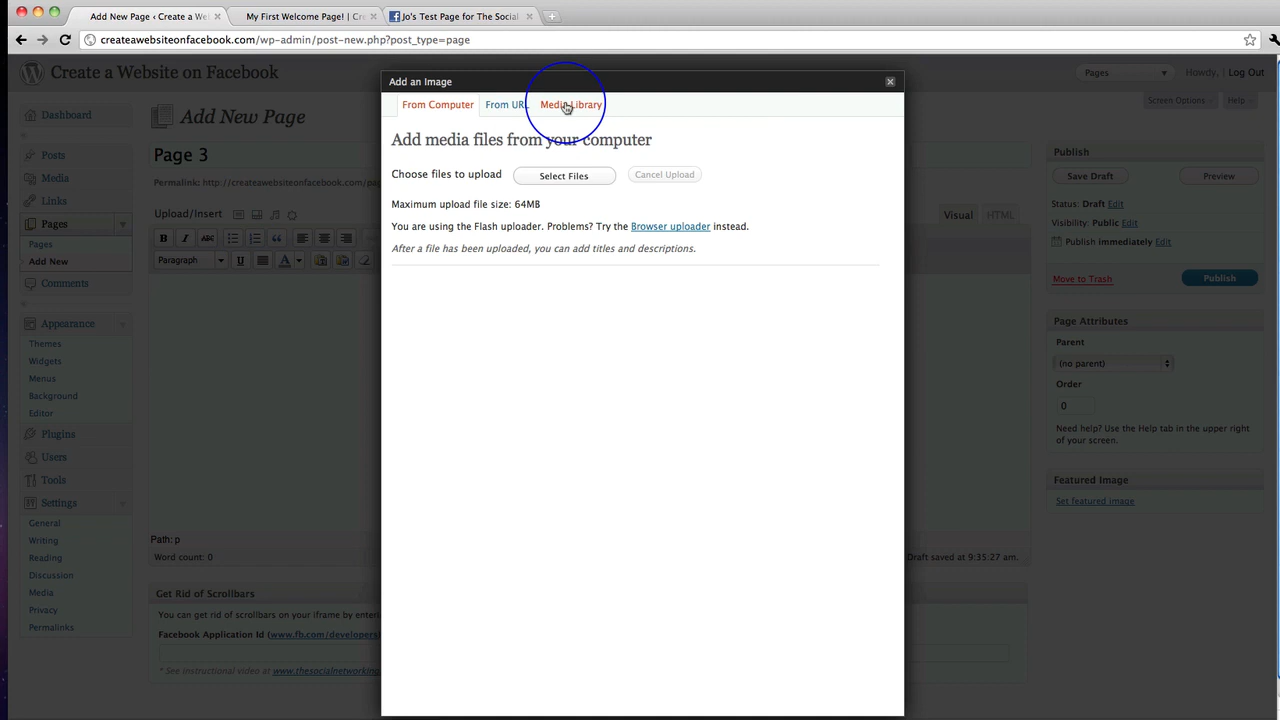 Add New Page ‹ Create a We
My First Welcome Page! | Cr
Jo's Test Page for The Social
createawebsiteonfacebook.com/wp-admin/post-new.php?post_type=page
Create a Website on Facebook
Pages
Howdy, | Log Out
Screen Options
Help
Add an Image
From Computer
From URL
Media Library
Add New Page
Dashboard
Posts
Media
Links
Pages
Pages
Add New
Comments
Appearance
Themes
Widgets
Menus
Background
Editor
Plugins
Users
Tools
Settings
General
Writing
Reading
Discussion
Media
Privacy
Permalinks
Page 3
Permalink: http://createawebsiteonfacebook.com/pag
Upload/Insert
Visual
HTML
B I ABC
Paragraph
U
A
Path: p
Word count: 0
Draft saved at 9:35:27 am.
Get Rid of Scrollbars
You can get rid of scrollbars on your iframe by enteri
Facebook Application Id (www.fb.com/developers)
* See instructional video at www.thesocialnetworking
Add media files from your computer
Choose files to upload
Select Files
Cancel Upload
Maximum upload file size: 64MB
You are using the Flash uploader. Problems? Try the Browser uploader instead.
After a file has been uploaded, you can add titles and descriptions.
Publish
Save Draft
Preview
Status: Draft Edit
Visibility: Public Edit
Publish immediately Edit
Move to Trash
Publish
Page Attributes
Parent
(no parent)
Order
0
Need help? Use the Help tab in the upper right
of your screen.
Featured Image
Set featured image